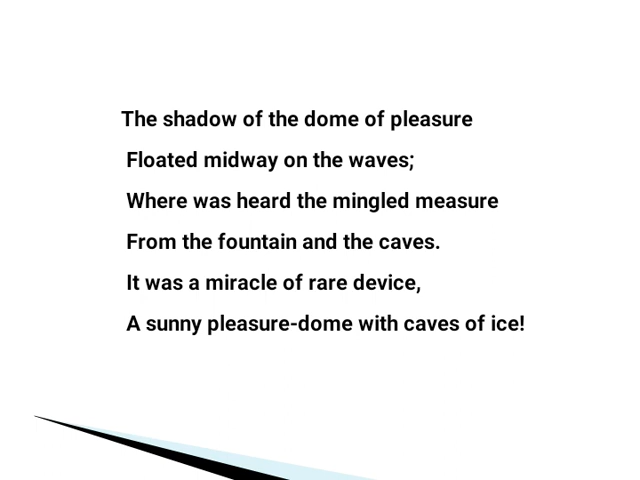 The shadow of the dome of pleasure
Floated midway on the waves;
Where was heard the mingled measure
From the fountain and the caves.
It was a miracle of rare device,
A sunny pleasure-dome with caves of ice!